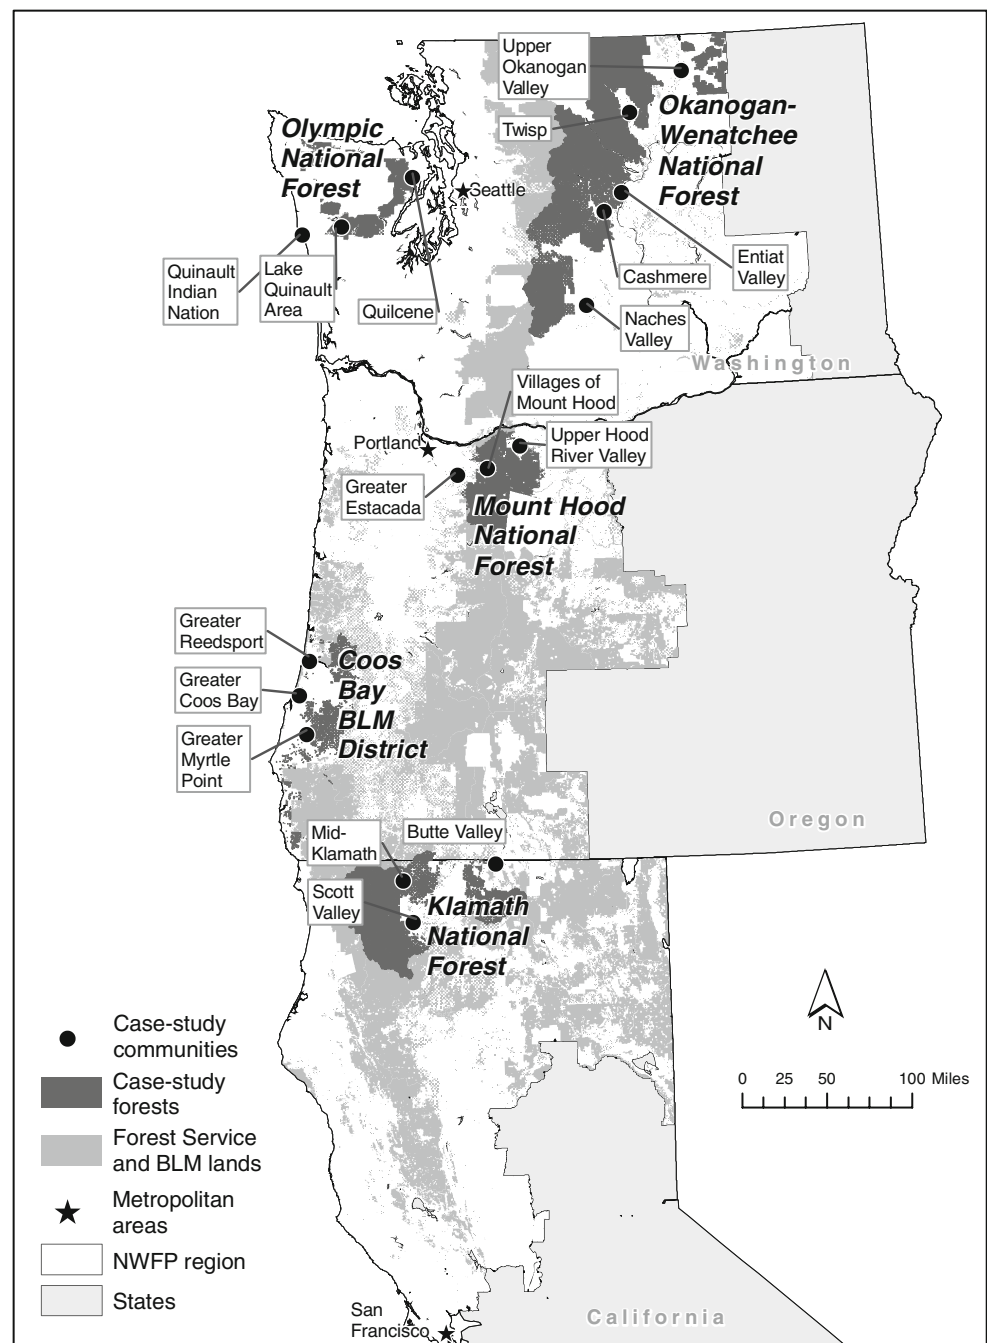 Upper
Okanogan
Valley
Okanogan-
Wenatchee
National
Forest
Twisp
Olympic
National
Forest
Seattle
Quinault
Indian
Nation
Lake
Quinault
Area
Quilcene
Entiat
Valley
Cashmere
Naches
Valley
Washington
Villages of
Mount Hood
Portland
Upper Hood
River Valley
Greater
Estacada
Mount Hood
National
Forest
Greater
Reedsport
Greater
Coos Bay
Greater
Myrtle
Point
Coos
Bay
BLM
District
Oregon
Mid-
Klamath
Butte Valley
Scott
Valley
Klamath
National
Forest
N
0 25 50 100 Miles
Case-study
communities
Case-study
forests
Forest Service
and BLM lands
Metropolitan
areas
NWFP region
States
San
Francisco
California